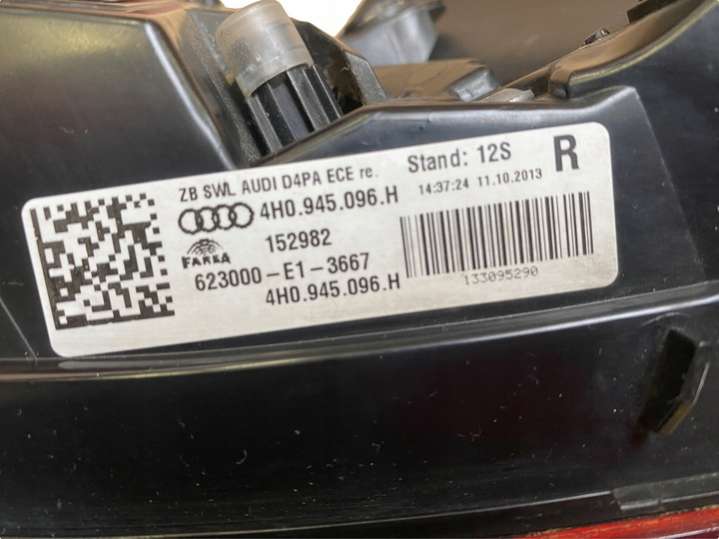 ZB SWL AUDI D4PA ECE re.
Stand: 12S
R
4H0.945.096.H
14:37:24 11.10.2013
FARBA
152982
623000-E1-3667
4H0.945.096.H
133095290